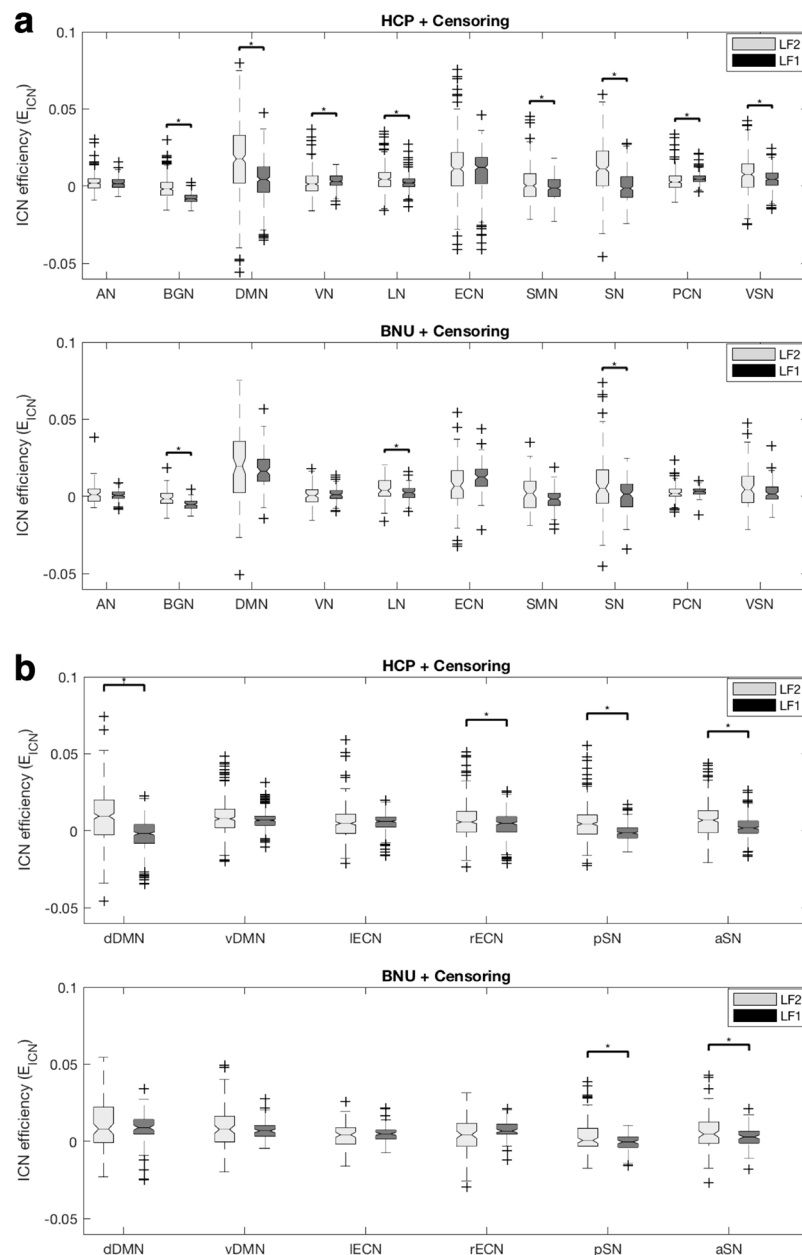 a
HCP + Censoring
LF2
LF1
ICN efficiency (E_ICN)
0.1
0.05
0
-0.05
* * * * * * * *
AN BGN DMN VN LN ECN SMN SN PCN VSN
BNU + Censoring
LF2
LF1
ICN efficiency (E_ICN)
0.1
0.05
0
-0.05
* * *
AN BGN DMN VN LN ECN SMN SN PCN VSN
b
HCP + Censoring
LF2
LF1
ICN efficiency (E_ICN)
0.1
0.05
0
-0.05
* * * *
dDMN vDMN lECN rECN pSN aSN
BNU + Censoring
LF2
LF1
ICN efficiency (E_ICN)
0.1
0.05
0
-0.05
* *
dDMN vDMN lECN rECN pSN aSN